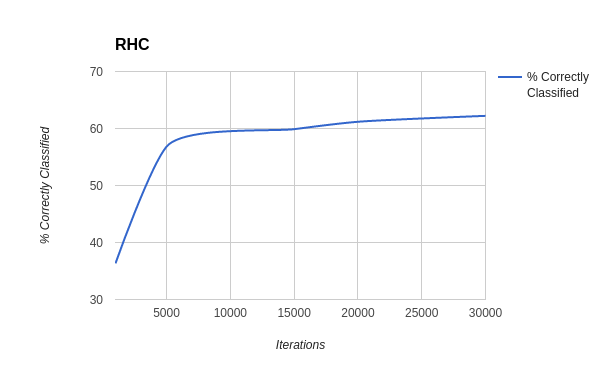 RHC
70
60
50
40
30
% Correctly Classified
5000 10000 15000 20000 25000 30000
Iterations
% Correctly
Classified